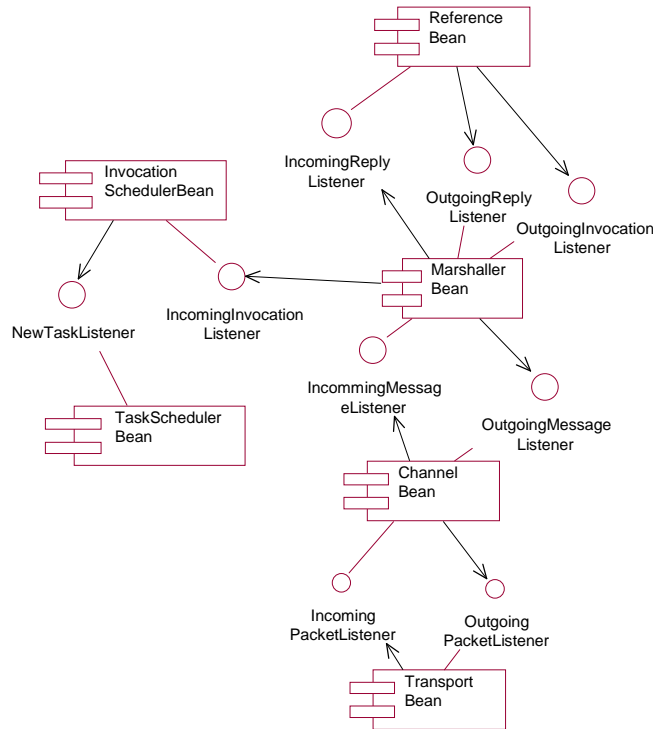 Reference
Bean
IncomingReply
Listener
Invocation
SchedulerBean
OutgoingReply
Listener
OutgoingInvocation
Listener
Marshaller
Bean
IncomingInvocation
Listener
NewTaskListener
IncommingMessag
eListener
TaskScheduler
Bean
OutgoingMessage
Listener
Channel
Bean
Incoming
PacketListener
Outgoing
PacketListener
Transport
Bean